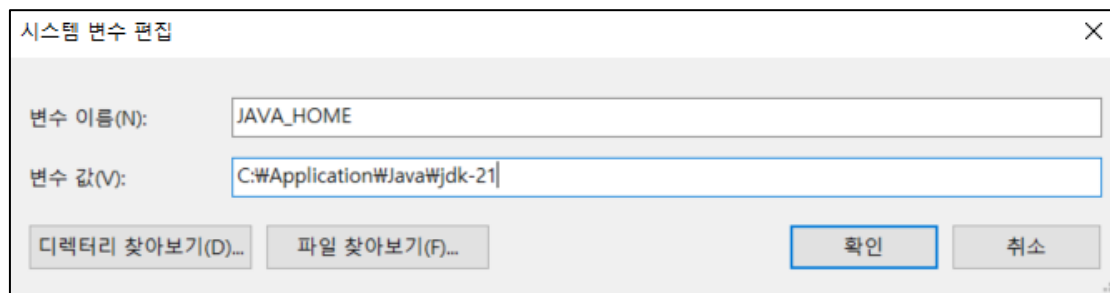 시스템 변수 편집
변수 이름(N):
JAVA_HOME
변수 값(V):
C:₩Application₩Java₩jdk-21
디렉터리 찾아보기(D)...
파일 찾아보기(F)...
확인
취소